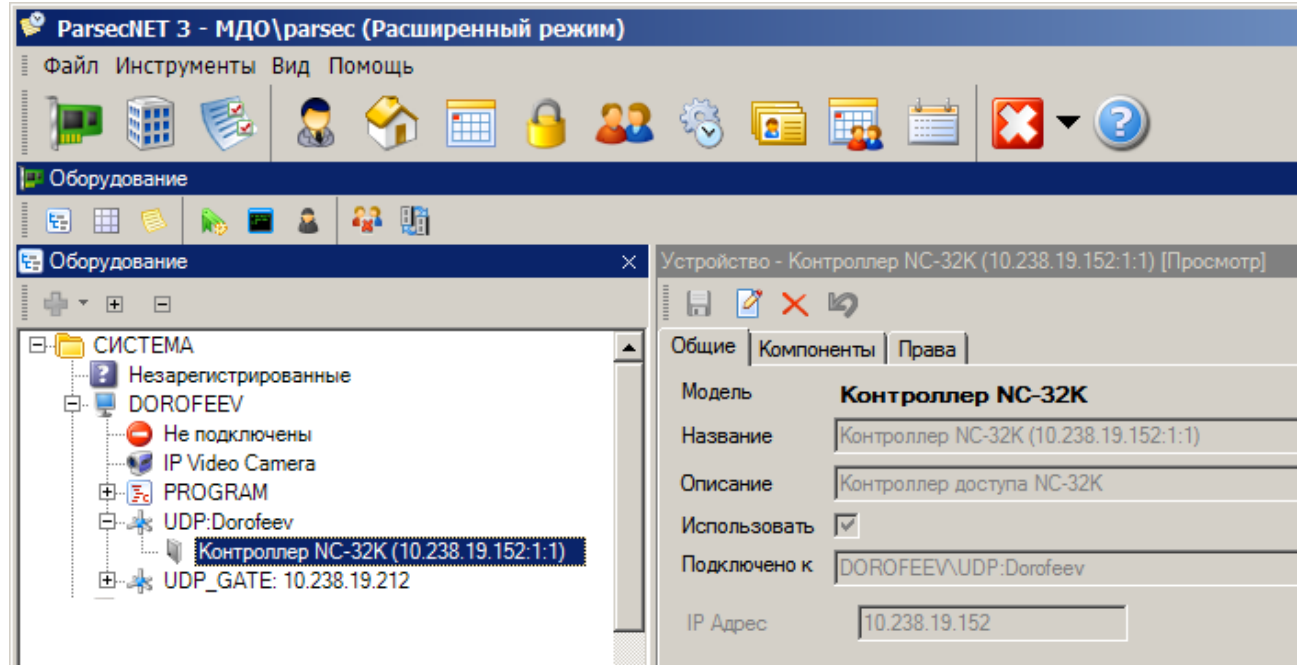 ParsecNET 3 - МДО\parsec (Расширенный режим)
Файл Инструменты Вид Помощь
Оборудование
Оборудование
СИСТЕМА
Незарегистрированные
DOROFEEV
Не подключены
IP Video Camera
PROGRAM
UDP:Dorofeev
Контроллер NC-32K (10.238.19.152:1:1)
UDP_GATE: 10.238.19.212
Устройство - Контроллер NC-32K (10.238.19.152:1:1) [Просмотр]
Общие Компоненты Права
Модель Контроллер NC-32K
Название Контроллер NC-32K (10.238.19.152:1:1)
Описание Контроллер доступа NC-32K
Использовать
Подключено к DOROFEEV\UDP:Dorofeev
IP Адрес 10.238.19.152